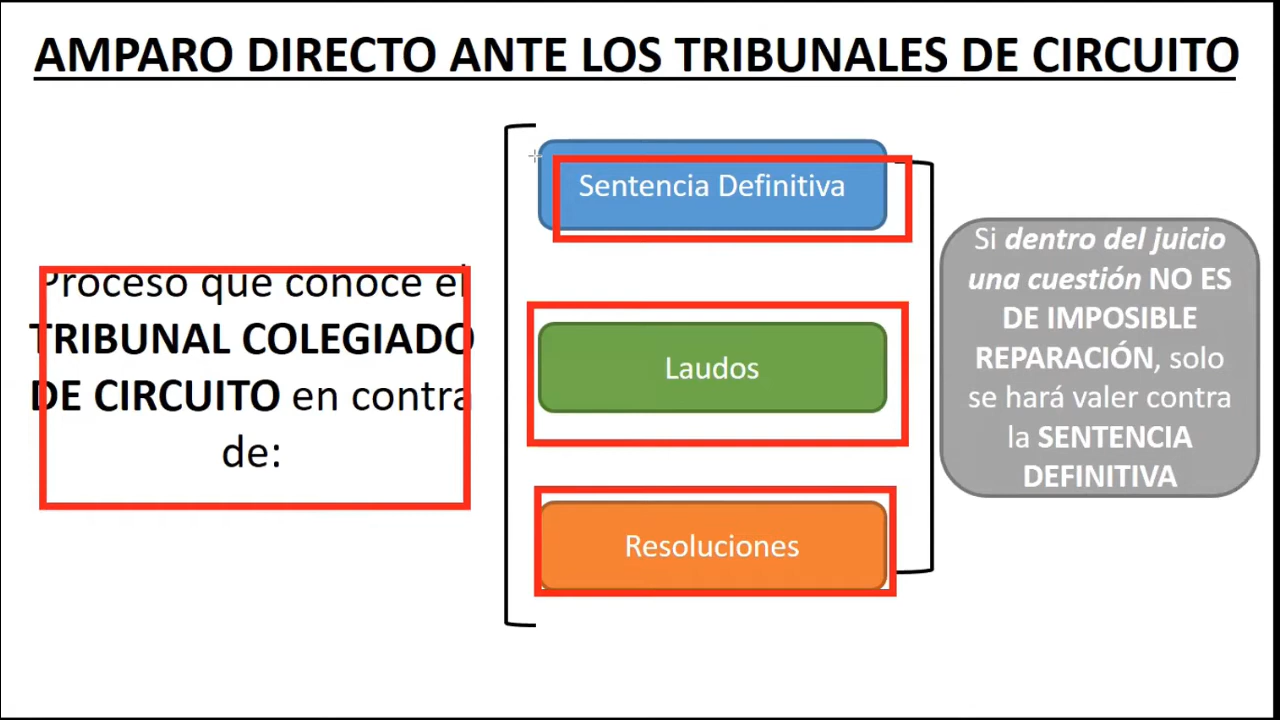 AMPARO DIRECTO ANTE LOS TRIBUNALES DE CIRCUITO
Proceso que conoce el
TRIBUNAL COLEGIADO
DE CIRCUITO en contra
de:
Sentencia Definitiva
Laudos
Resoluciones
Si dentro del juicio
una cuestión NO ES
DE IMPOSIBLE
REPARACIÓN, solo
se hará valer contra
la SENTENCIA
DEFINITIVA